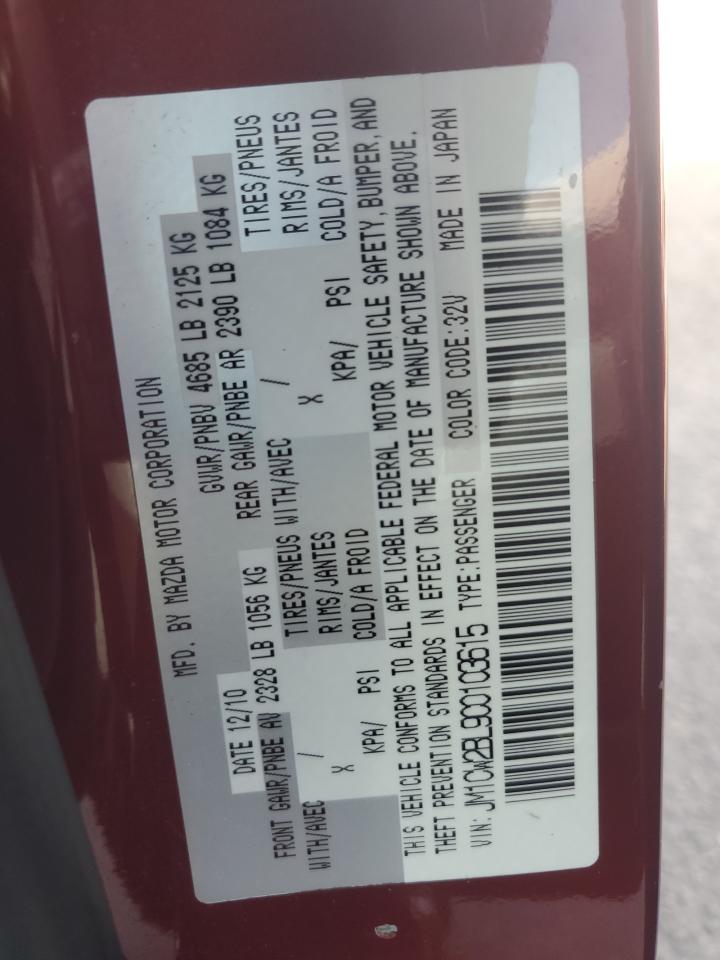 MFD. BY MAZDA MOTOR CORPORATION
DATE 12/10 GVWR/PNBV 4685 LB 2125 KG
FRONT GAWR/PNBE AV 2328 LB 1056 KG REAR GAWR/PNBE AR 2390 LB 1084 KG
WITH/AVEC / TIRES/PNEUS WITH/AVEC / TIRES/PNEUS
X RIMS/JANTES X RIMS/JANTES
KPA/ PSI COLD/A FROID KPA/ PSI COLD/A FROID
THIS VEHICLE CONFORMS TO ALL APPLICABLE FEDERAL MOTOR VEHICLE SAFETY,BUMPER,AND
THEFT PREVENTION STANDARDS IN EFFECT ON THE DATE OF MANUFACTURE SHOWN ABOVE.
VIN: JM1CW2BL9C0103615 TYPE:PASSENGER COLOR CODE:32V MADE IN JAPAN